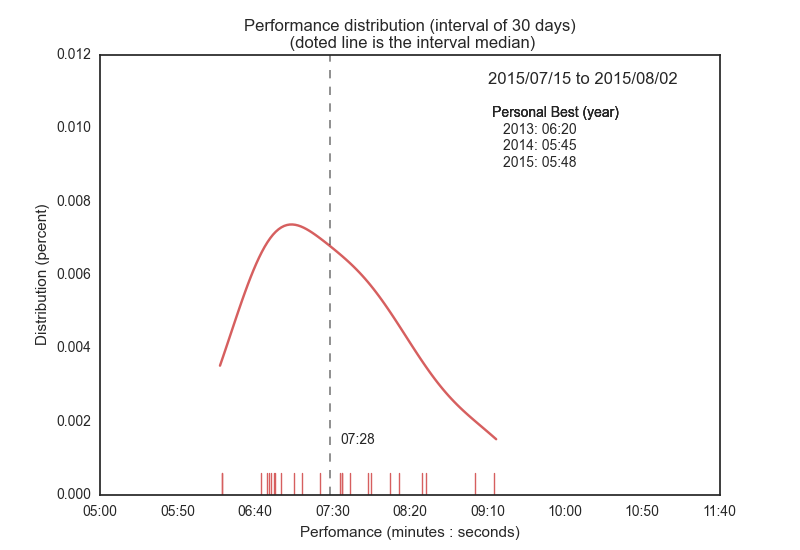 Performance distribution (interval of 30 days)
(doted line is the interval median)
0.012
2015/07/15 to 2015/08/02
Personal Best (year)
2013: 06:20
2014: 05:45
2015: 05:48
0.010
0.008
0.006
0.004
0.002
0.000
Distribution (percent)
07:28
05:00 05:50 06:40 07:30 08:20 09:10 10:00 10:50 11:40
Perfomance (minutes : seconds)